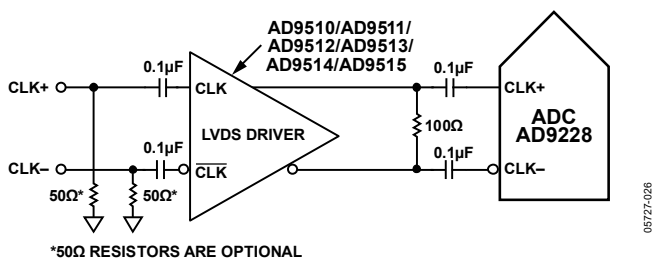 AD9510/AD9511/
AD9512/AD9513/
AD9514/AD9515
CLK+
0.1µF
CLK
0.1µF
CLK+
LVDS DRIVER
100Ω
ADC
AD9228
CLK–
0.1µF
CLK
0.1µF
CLK–
50Ω*
50Ω*
*50Ω RESISTORS ARE OPTIONAL
05727-026